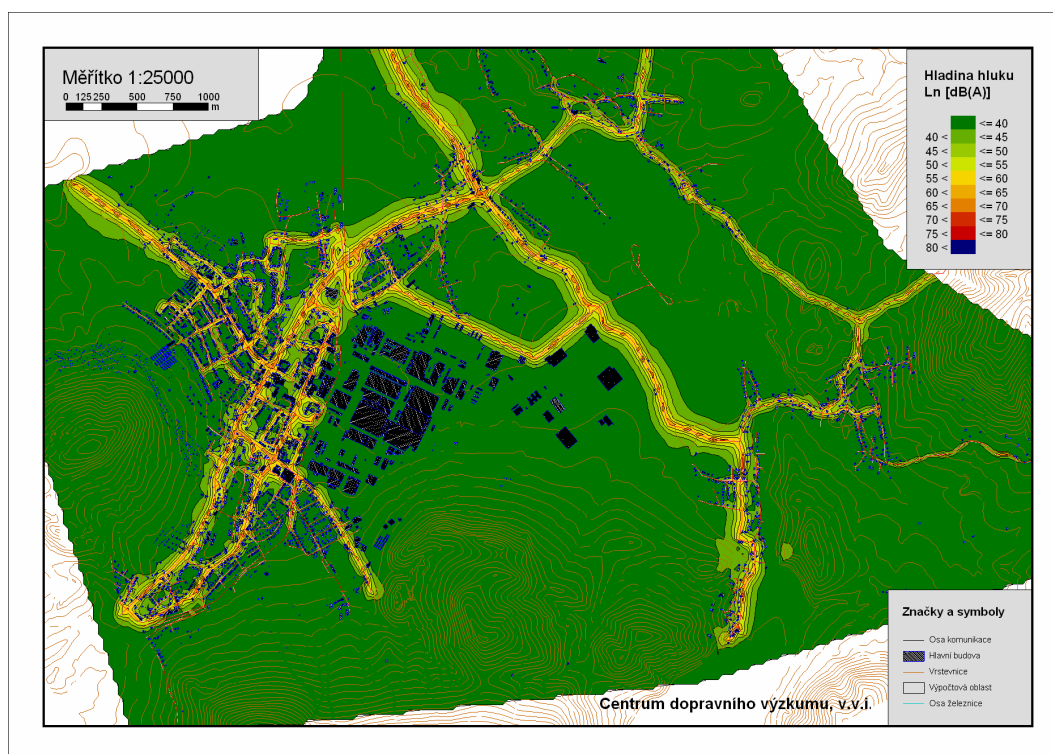 Měřítko 1:25000
0 125 250 500 750 1000
m
Hladina hluku
Ln [dB(A)]
<= 40
40 < <= 45
45 < <= 50
50 < <= 55
55 < <= 60
60 < <= 65
65 < <= 70
70 < <= 75
75 < <= 80
80 <
Značky a symboly
Osa komunikace
Hlavní budova
Vrstevnice
Výpočtová oblast
Osa železnice
Centrum dopravního výzkumu, v.v.i.